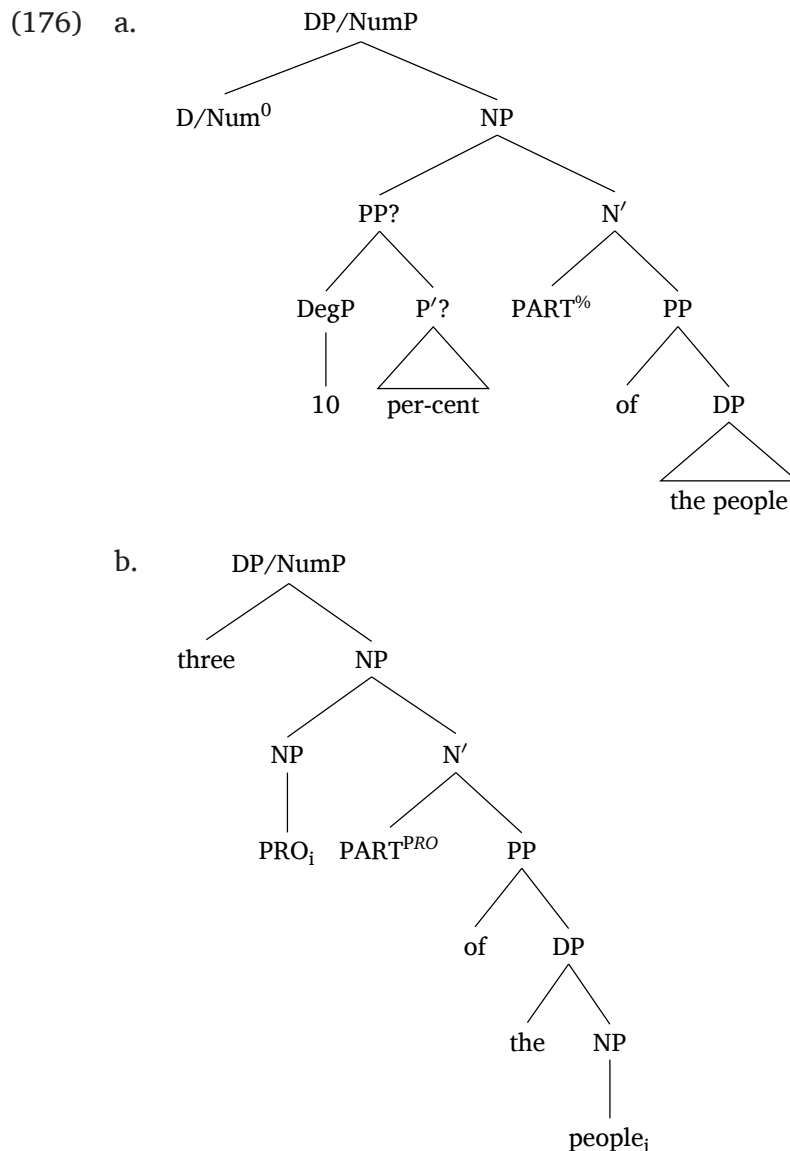 (176) a. DP/NumP
D/Num⁰ NP
PP? N′
DegP P′? PART% PP
10 per-cent of DP
the people
b. DP/NumP
three NP
NP N′
PROᵢ PARTᴾᴿᴼ PP
of DP
the NP
peopleᵢ